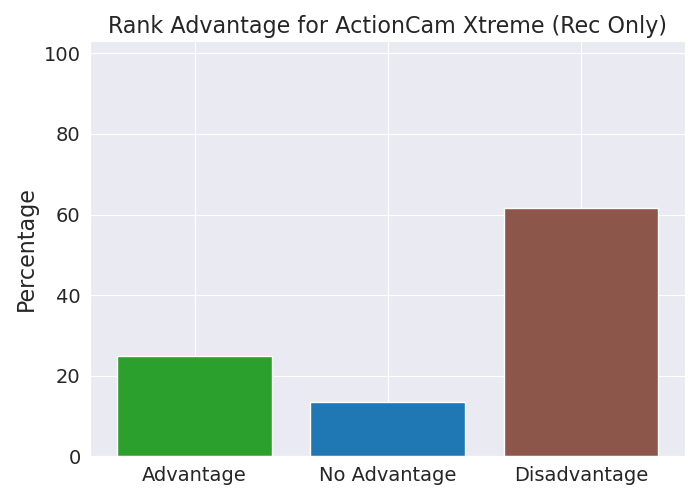 Rank Advantage for ActionCam Xtreme (Rec Only)
100
80
60
40
20
0
Percentage
Advantage
No Advantage
Disadvantage